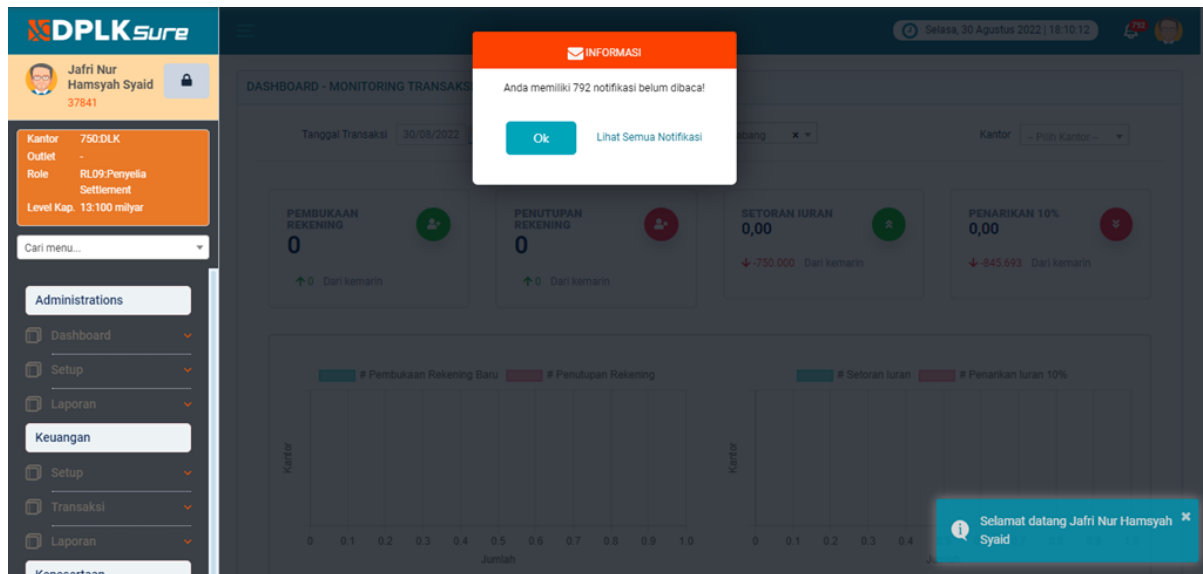 DPLKsure
Jafri Nur
Hamsyah Syaid
37841
Kantor 750:DLK
Outlet -
Role RL09:Penyelia
Settlement
Level Kap. 13:100 milyar
Cari menu...
Administrations
Dashboard
Setup
Laporan
Keuangan
Setup
Transaksi
Laporan
Selasa, 30 Agustus 2022 | 18:10:12
792
INFORMASI
Anda memiliki 792 notifikasi belum dibaca!
Ok Lihat Semua Notifikasi
DASHBOARD - MONITORING TRANSAKSI
Tanggal Transaksi 30/08/2022
Kantor -- Pilih Kantor --
PEMBUKAAN
REKENING
0
0 Dari kemarin
PENUTUPAN
REKENING
0
0 Dari kemarin
SETORAN IURAN
0,00
-750.000 Dari kemarin
PENARIKAN 10%
0,00
-845.693 Dari kemarin
# Pembukaan Rekening Baru # Penutupan Rekening
Kantor
0 0.1 0.2 0.3 0.4 0.5 0.6 0.7 0.8 0.9 1.0
Jumlah
# Setoran Iuran # Penarikan Iuran 10%
Kantor
0 0.1 0.2 0.3 0.4
Selamat datang Jafri Nur Hamsyah
Syaid